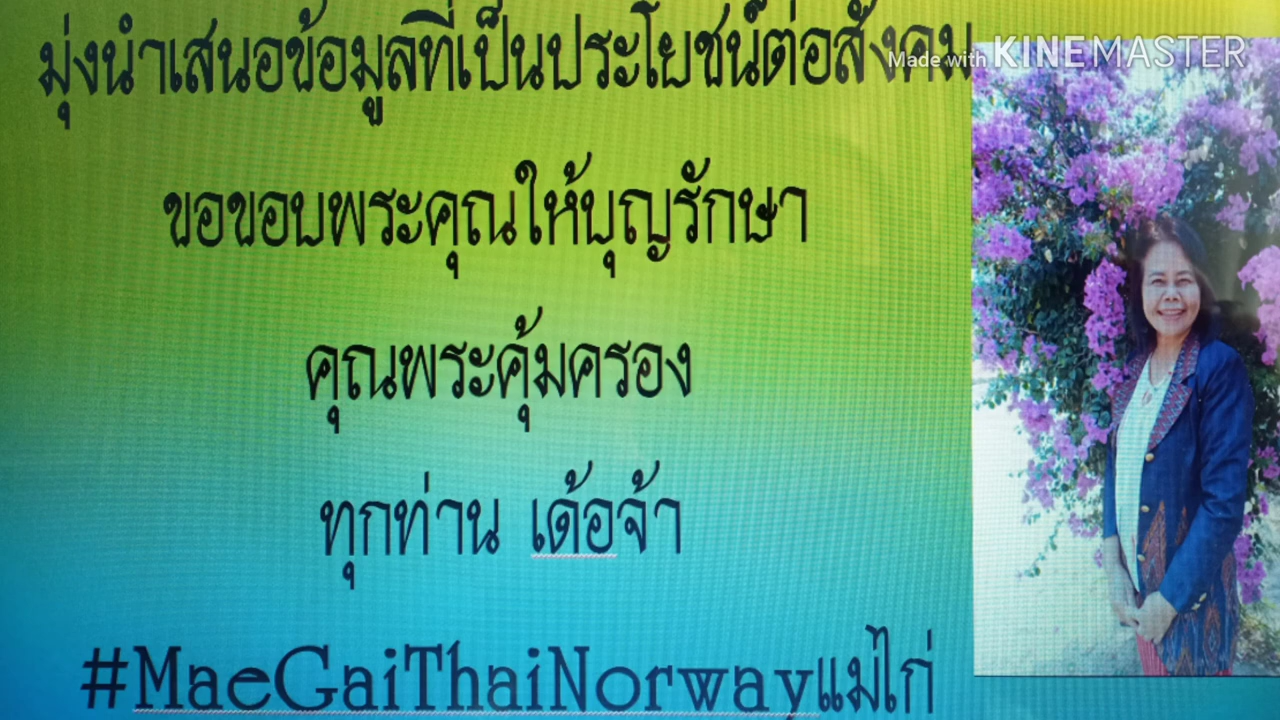 มุ่งนำเสนอข้อมูลที่เป็นประโยชน์ต่อสังคม
Made with KINEMASTER
ขอขอบพระคุณให้บุญรักษา
คุณพระคุ้มครอง
ทุกท่าน เด้อจ้า
#MaeGaiThaiNorwayแม่ไก่